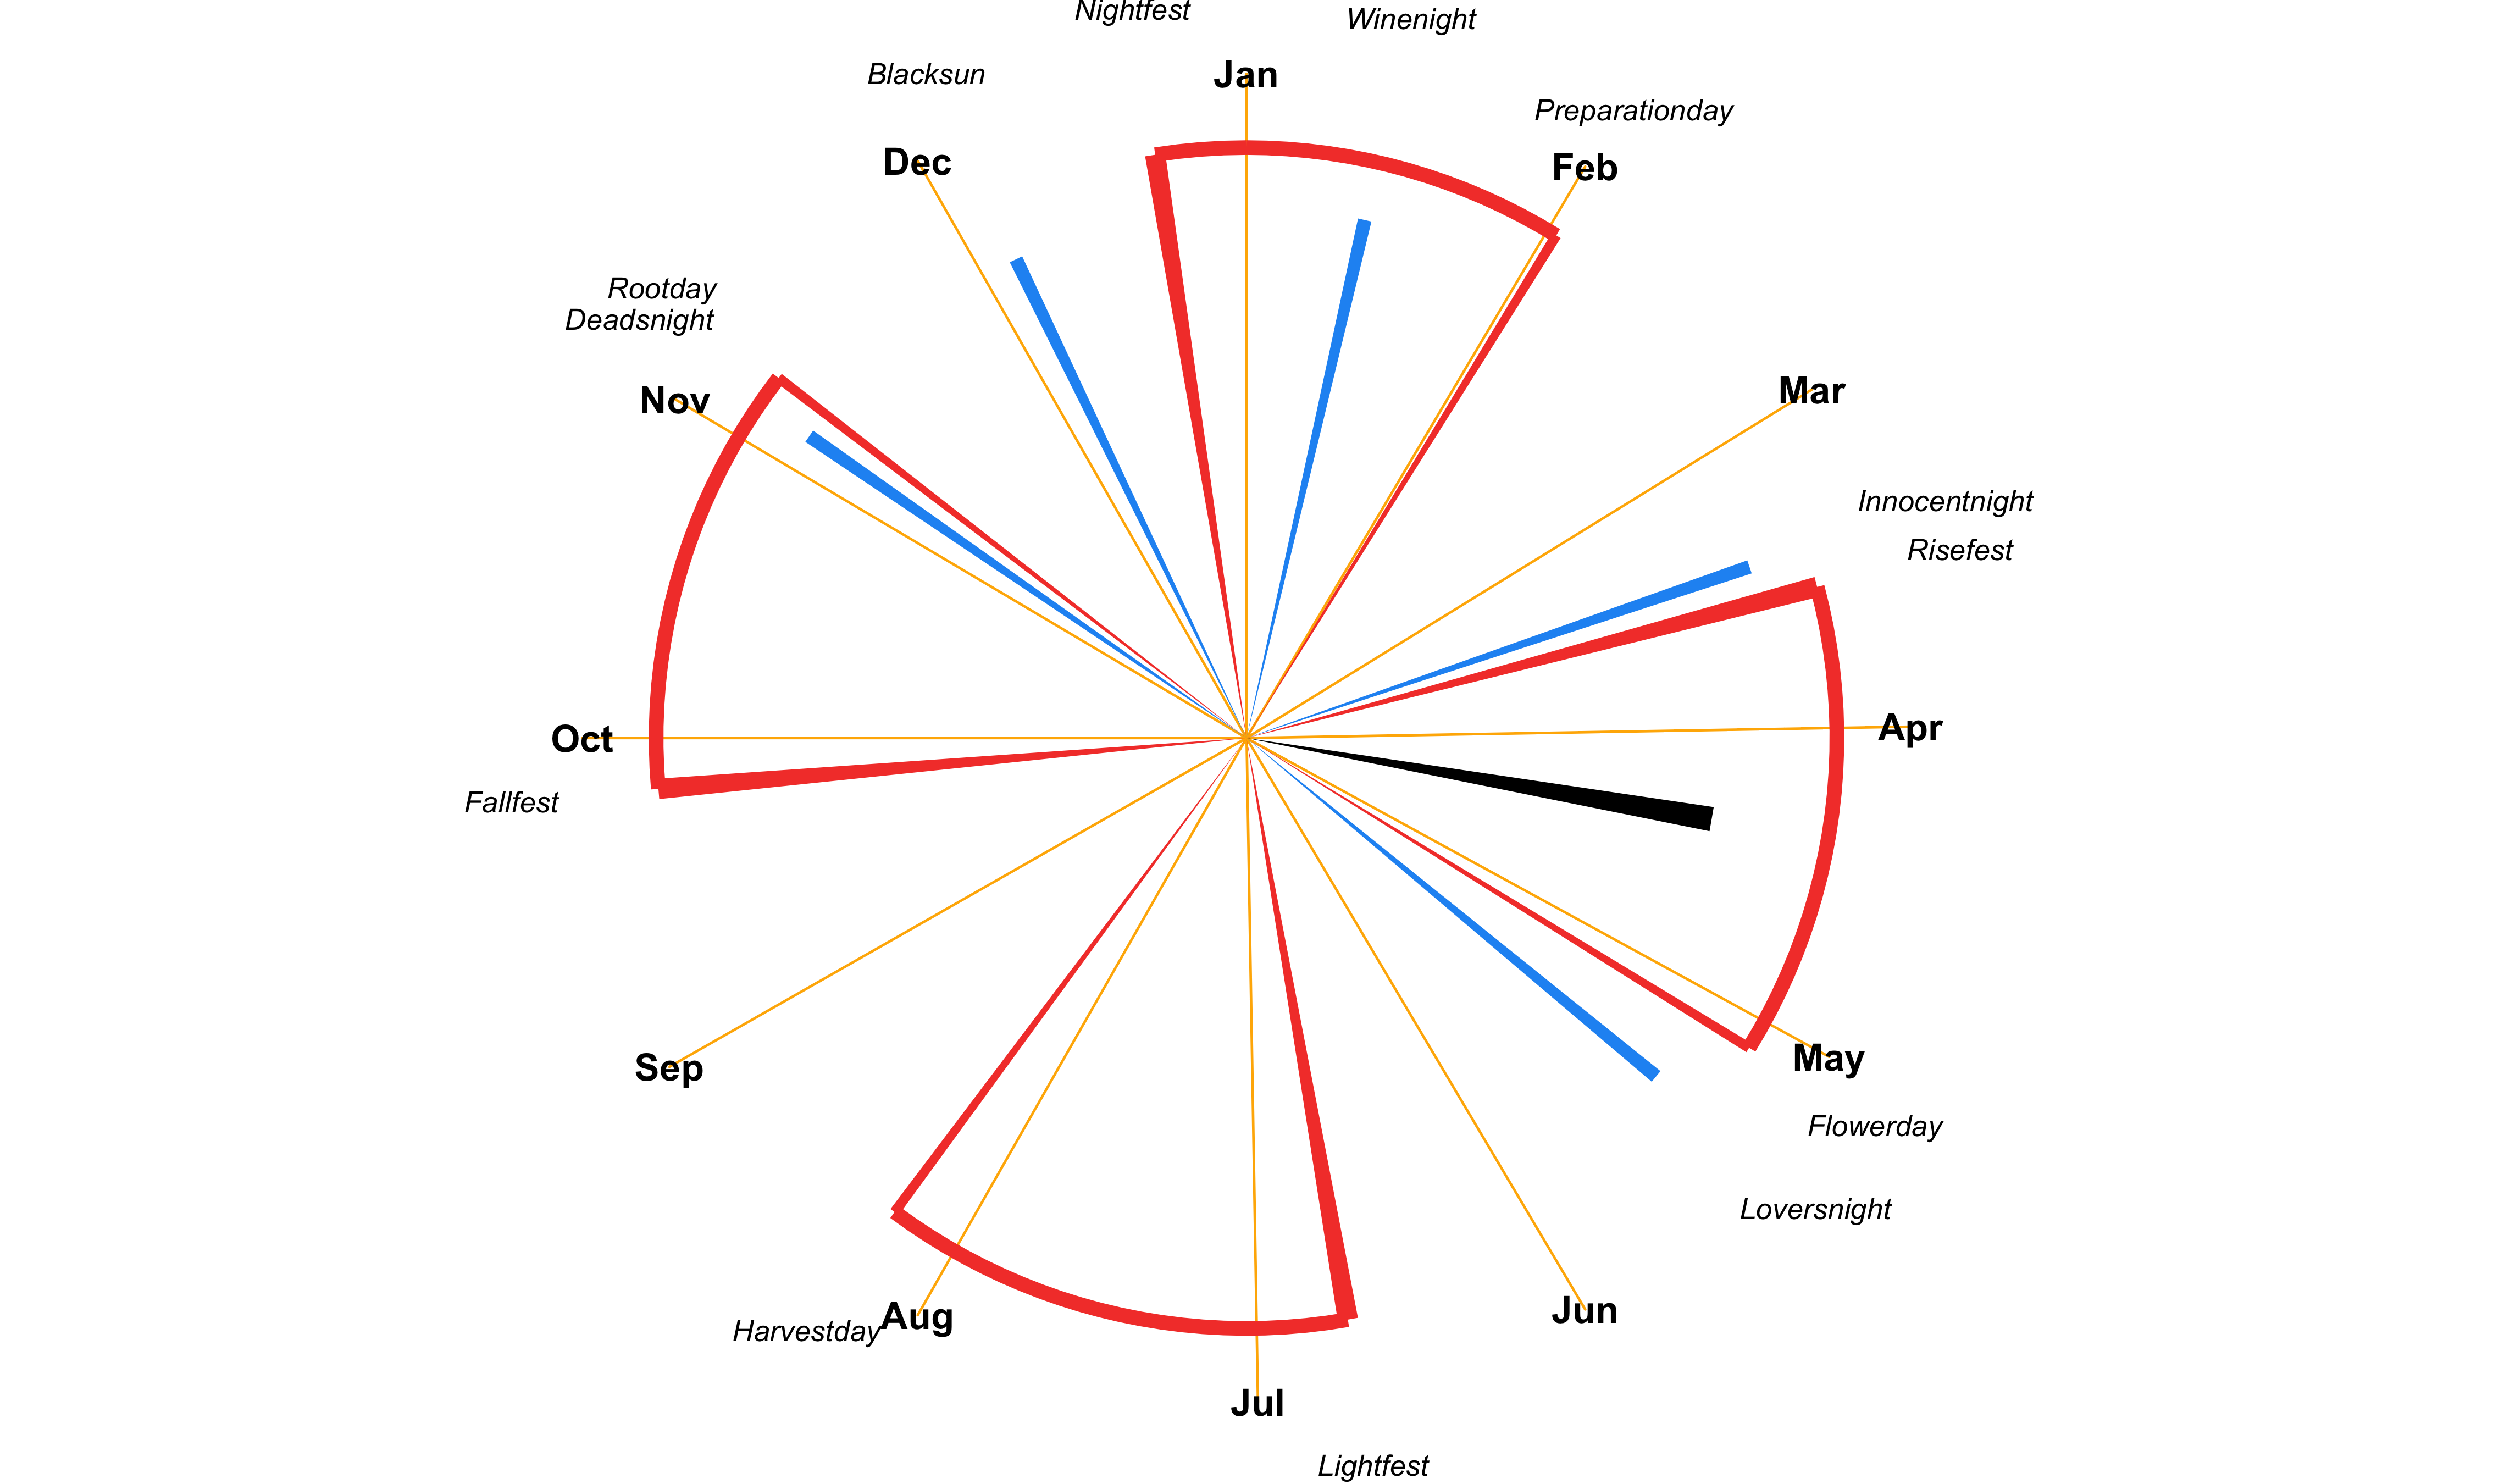 Nightfest
Winenight
Blacksun
Jan
Preparationday
Dec
Feb
Rootday
Deadsnight
Nov
Mar
Innocentnight
Risefest
Oct
Apr
Fallfest
Sep
May
Flowerday
Loversnight
Harvestday
Aug
Jun
Jul
Lightfest